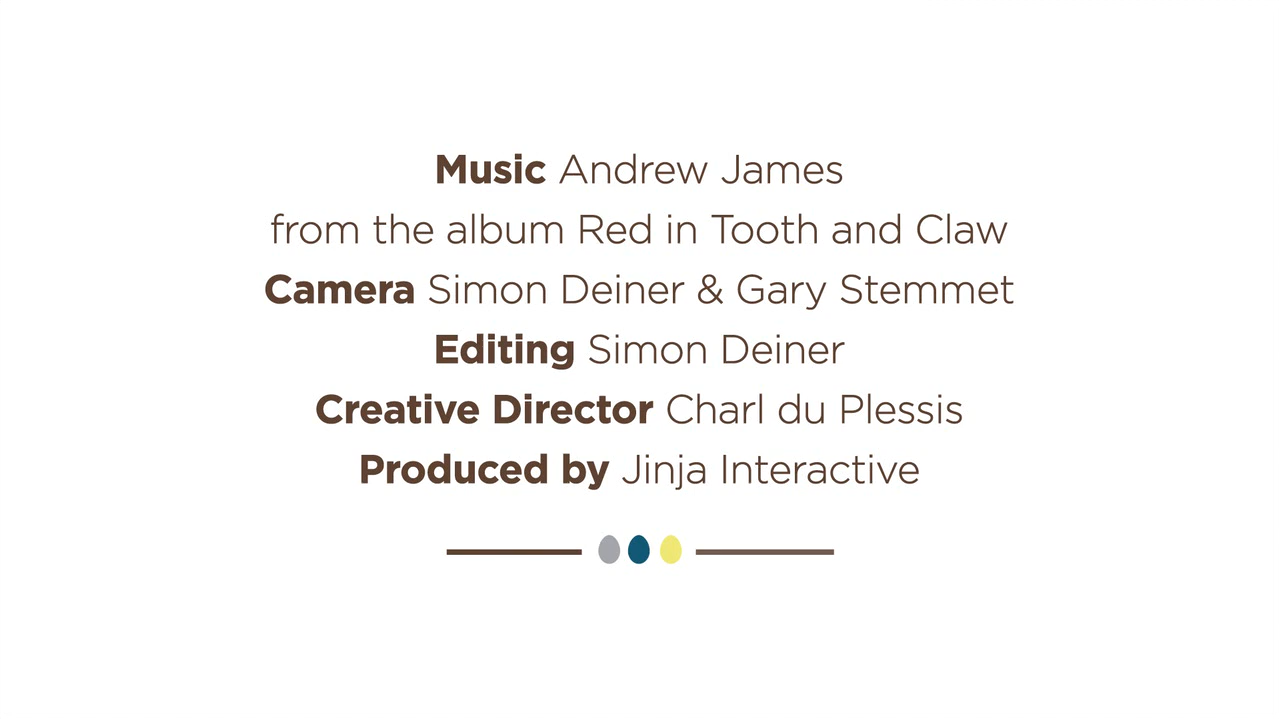 Music Andrew James
from the album Red in Tooth and Claw
Camera Simon Deiner & Gary Stemmet
Editing Simon Deiner
Creative Director Charl du Plessis
Produced by Jinja Interactive